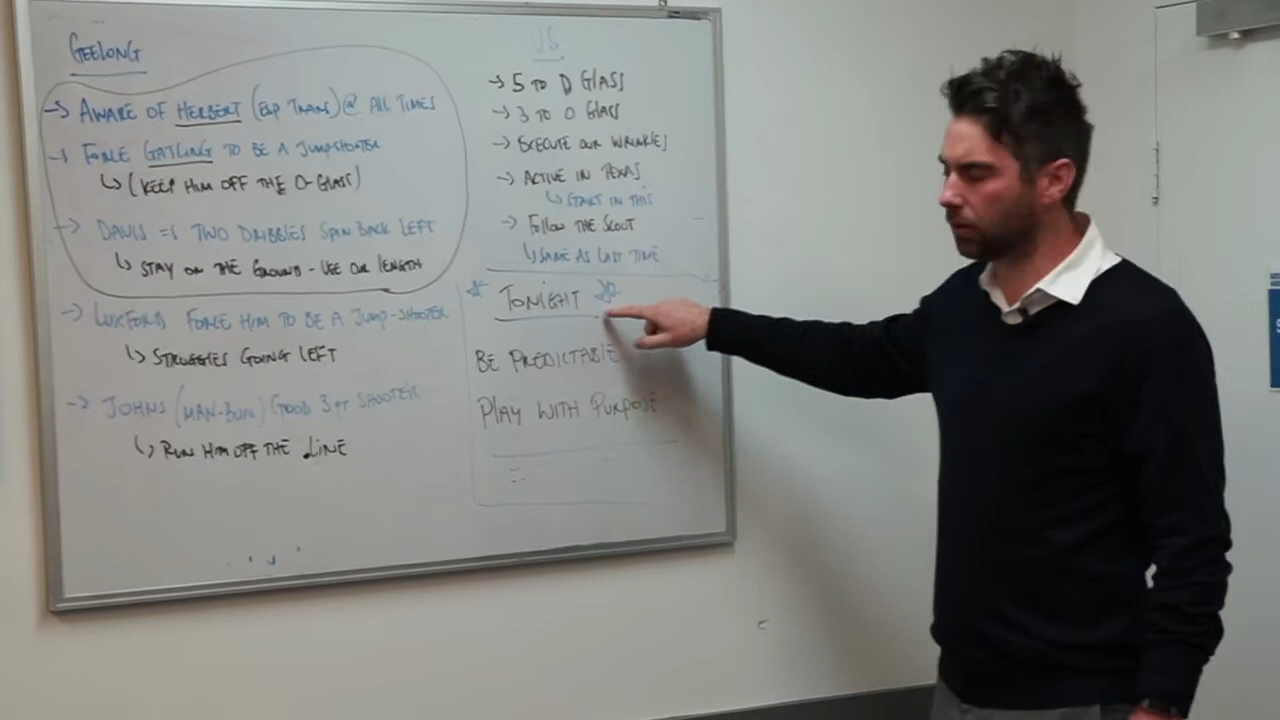 GEELONG
→ AWARE OF HERBERT (ESP TRANS) @ ALL TIMES
→ FORCE GATLING TO BE A JUMPSHOOTER
↳ (KEEP HIM OFF THE O-GLASS)
→ DAVIS = TWO DRIBBLES SPIN BACK LEFT
↳ STAY ON THE GROUND - USE OUR LENGTH
→ LUXFORD FORCE HIM TO BE A JUMP-SHOOTER
↳ STRUGGLES GOING LEFT
→ JOHNS (MAN-BUN) GOOD 3PT SHOOTER
↳ RUN HIM OFF THE LINE
US
→ 5 TO D GLASS
→ 3 TO O GLASS
→ EXECUTE OUR WRINKLES
→ ACTIVE IN TEXAS
↳ START IN THIS
→ FOLLOW THE SCOUT
↳ SAME AS LAST TIME
TONIGHT
BE PREDICTABLE
PLAY WITH PURPOSE